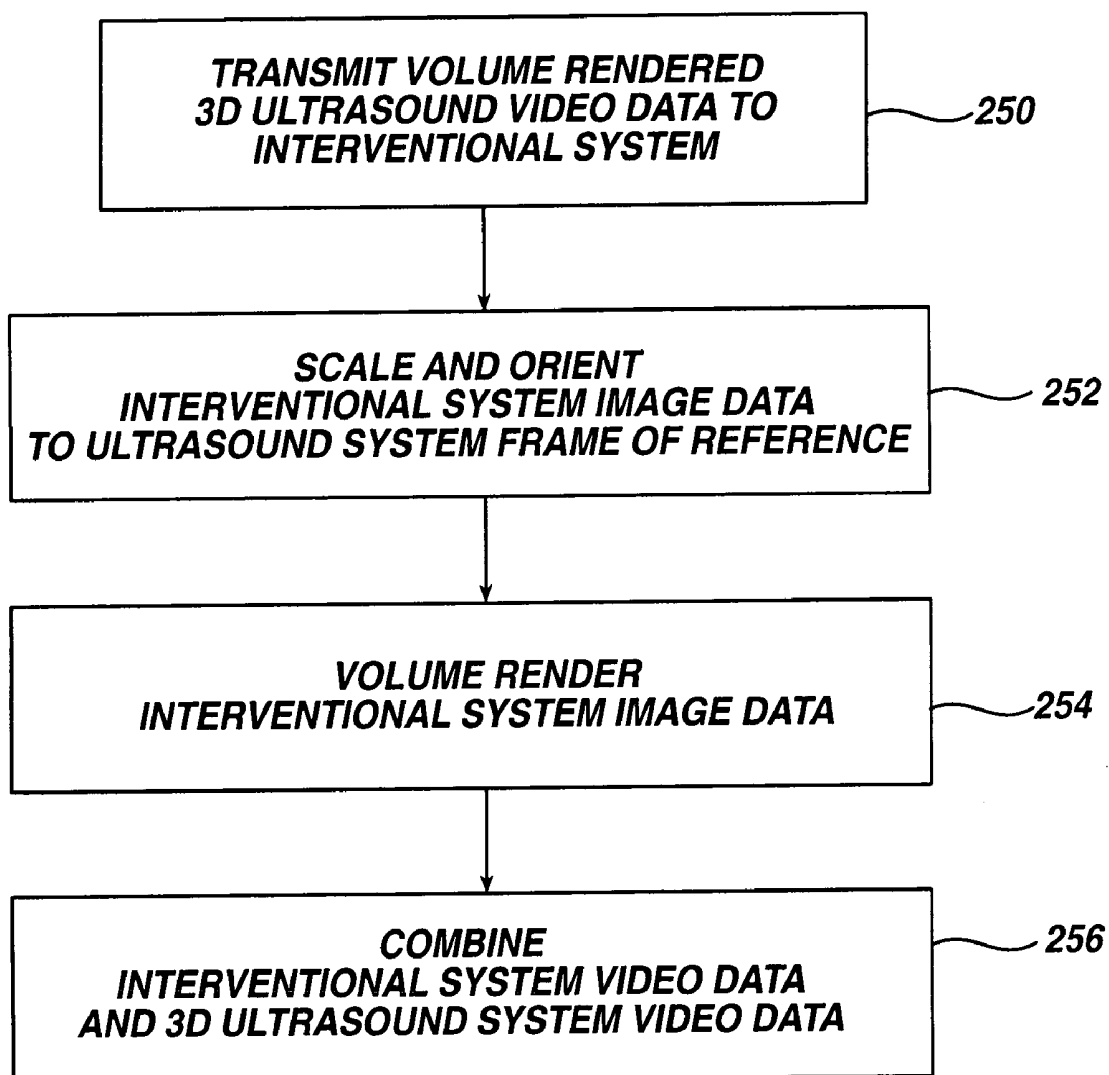 TRANSMIT VOLUME RENDERED
3D ULTRASOUND VIDEO DATA TO
INTERVENTIONAL SYSTEM
250
SCALE AND ORIENT
INTERVENTIONAL SYSTEM IMAGE DATA
TO ULTRASOUND SYSTEM FRAME OF REFERENCE
252
VOLUME RENDER
INTERVENTIONAL SYSTEM IMAGE DATA
254
COMBINE
INTERVENTIONAL SYSTEM VIDEO DATA
AND 3D ULTRASOUND SYSTEM VIDEO DATA
256